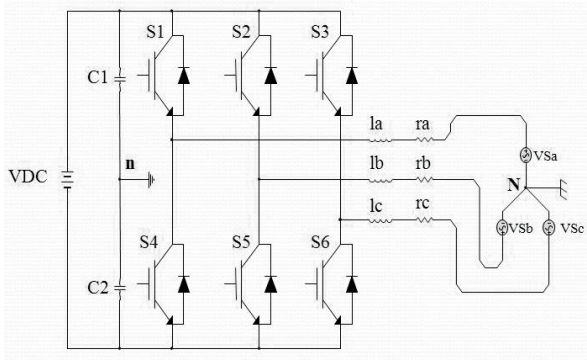 S1 S2 S3
C1
la ra
VSa
n
lb rb
VDC
N
lc rc
VSb VSc
S4 S5 S6
C2